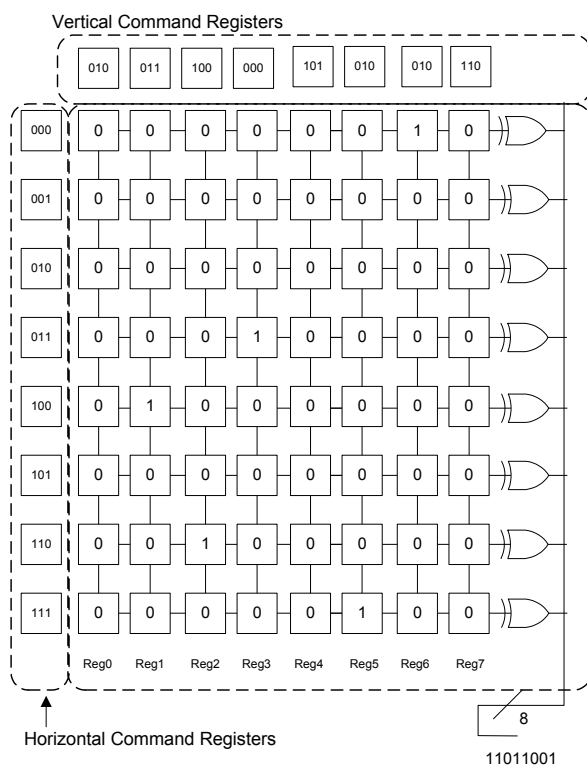 Vertical Command Registers
010 011 100 000 101 010 010 110
000 0 0 0 0 0 0 1 0
001 0 0 0 0 0 0 0 0
010 0 0 0 0 0 0 0 0
011 0 0 0 1 0 0 0 0
100 0 1 0 0 0 0 0 0
101 0 0 0 0 0 0 0 0
110 0 0 1 0 0 0 0 0
111 0 0 0 0 0 1 0 0
Reg0 Reg1 Reg2 Reg3 Reg4 Reg5 Reg6 Reg7
8
Horizontal Command Registers
11011001